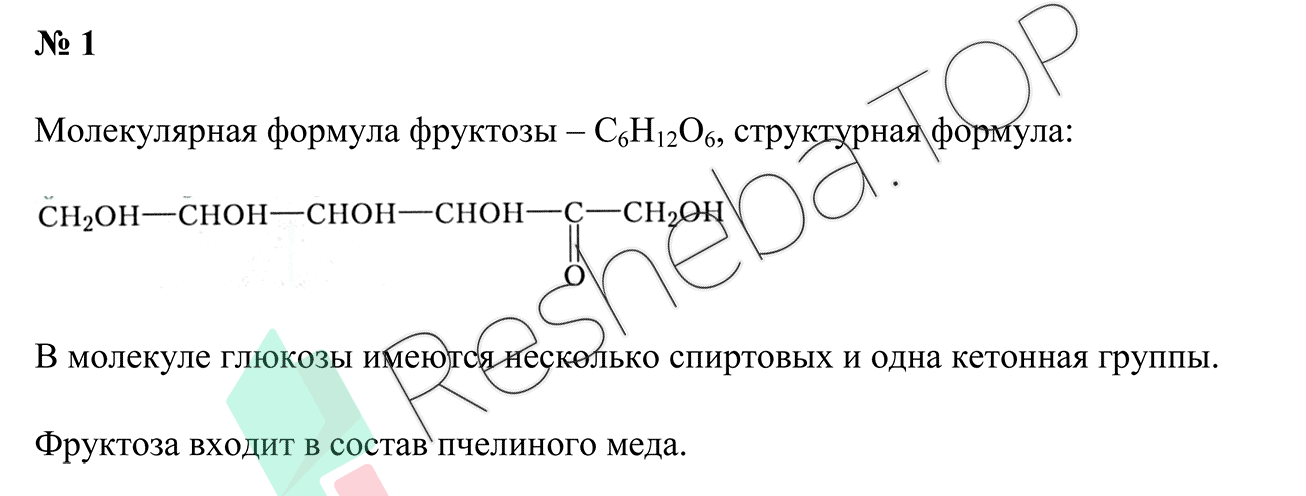 № 1
Молекулярная формула фруктозы – C₆H₁₂O₆, структурная формула:
CH₂OH—CHOH—CHOH—CHOH—C—CH₂OH
||
O
В молекуле глюкозы имеются несколько спиртовых и одна кетонная группы.
Фруктоза входит в состав пчелиного меда.
Resheba.TOP